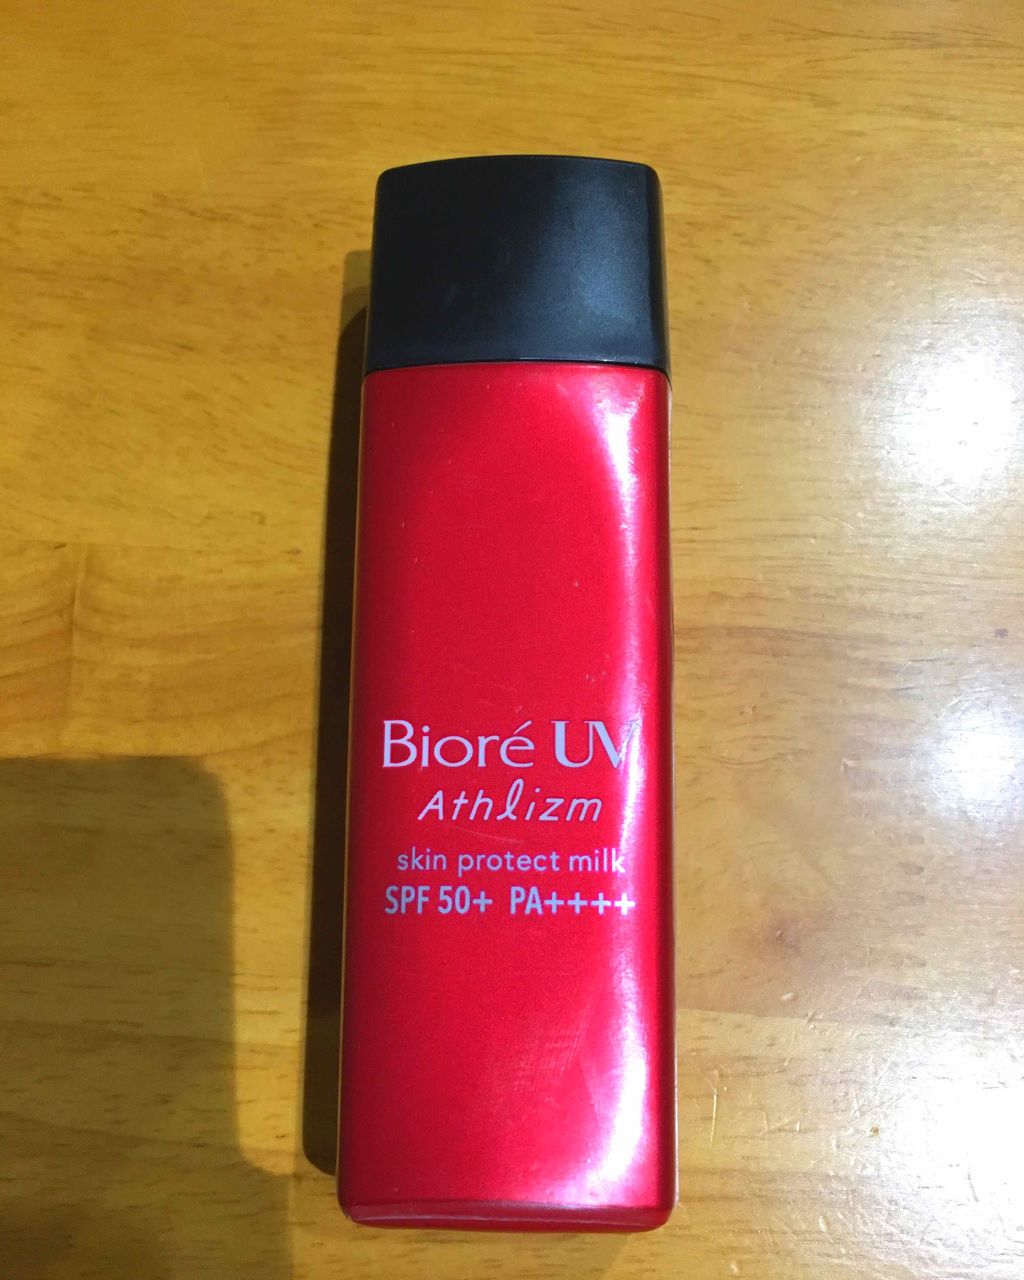 Bioré UV
Athlizm
skin protect milk
SPF 50+ PA++++